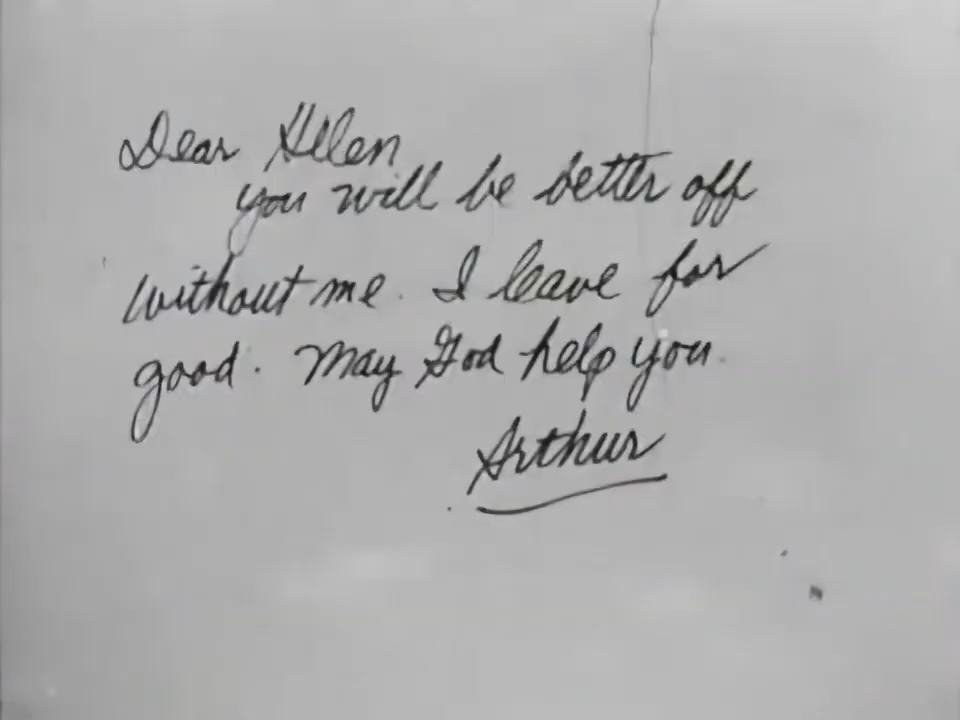 Dear Helen
you will be better off
without me. I leave for
good. May God help you.
Arthur